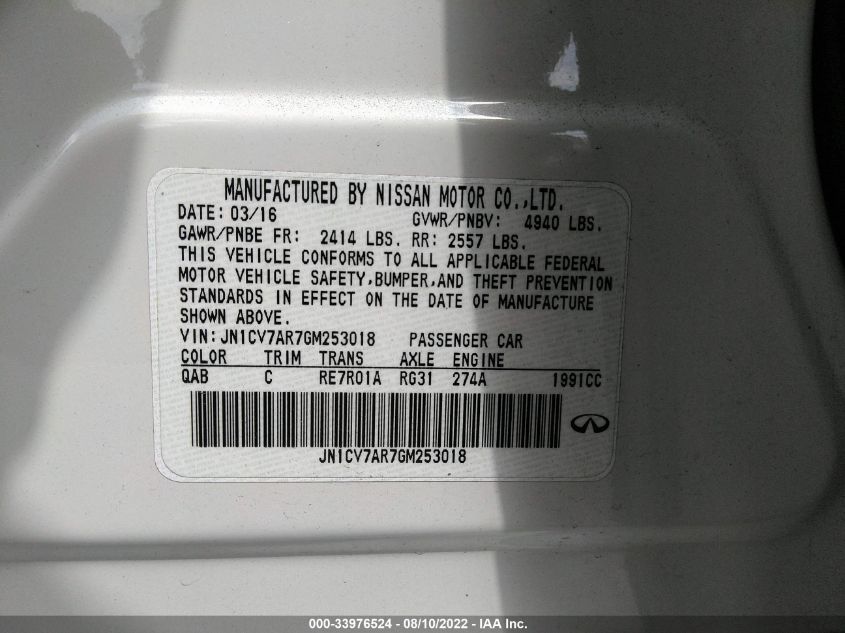 MANUFACTURED BY NISSAN MOTOR CO.,LTD.
DATE: 03/16 GVWR/PNBV: 4940 LBS.
GAWR/PNBE FR: 2414 LBS. RR: 2557 LBS.
THIS VEHICLE CONFORMS TO ALL APPLICABLE FEDERAL
MOTOR VEHICLE SAFETY,BUMPER,AND THEFT PREVENTION
STANDARDS IN EFFECT ON THE DATE OF MANUFACTURE
SHOWN ABOVE.
VIN:JN1CV7AR7GM253018 PASSENGER CAR
COLOR TRIM TRANS AXLE ENGINE
QAB C RE7R01A RG31 274A 1991CC
JN1CV7AR7GM253018
000-33976524 — 08/10/2022 — IAA Inc.